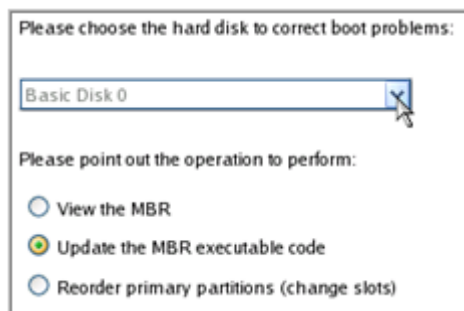 Please choose the hard disk to correct boot problems:
Basic Disk 0
Please point out the operation to perform:
View the MBR
Update the MBR executable code
Reorder primary partitions (change slots)